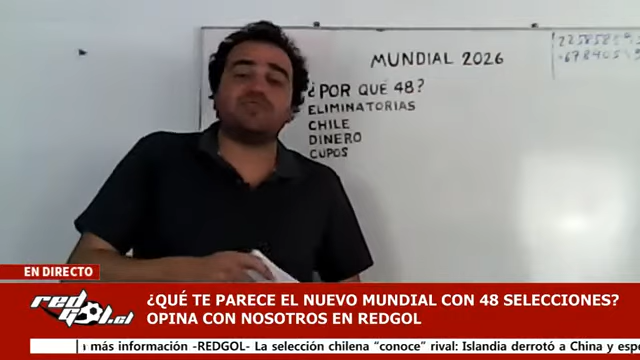 MUNDIAL 2026
¿POR QUÉ 48?
ELIMINATORIAS
CHILE
DINERO
CUPOS
EN DIRECTO
redgol.cl
¿QUÉ TE PARECE EL NUEVO MUNDIAL CON 48 SELECCIONES?
OPINA CON NOSOTROS EN REDGOL
más información -REDGOL- La selección chilena "conoce" rival: Islandia derrotó a China y esp